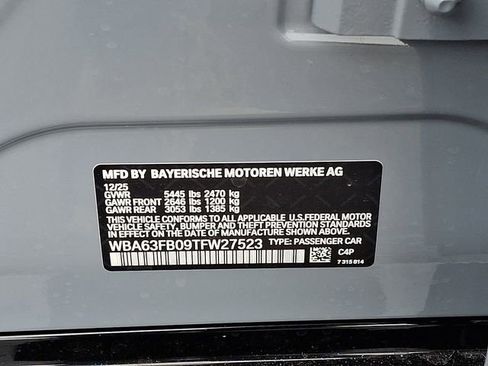 MFD BY BAYERISCHE MOTOREN WERKE AG
12/25
GVWR 5445 lbs 2470 kg
GAWR FRONT 2646 lbs 1200 kg
GAWR REAR 3053 lbs 1385 kg
THIS VEHICLE CONFORMS TO ALL APPLICABLE U.S.FEDERAL MOTOR
VEHICLE SAFETY, BUMPER AND THEFT PREVENTION STANDARDS
IN EFFECT ON THE DATE OF MANUFACTURE SHOWN ABOVE.
WBA63FB09TFW27523 TYPE: PASSENGER CAR
C4P
7 315 014